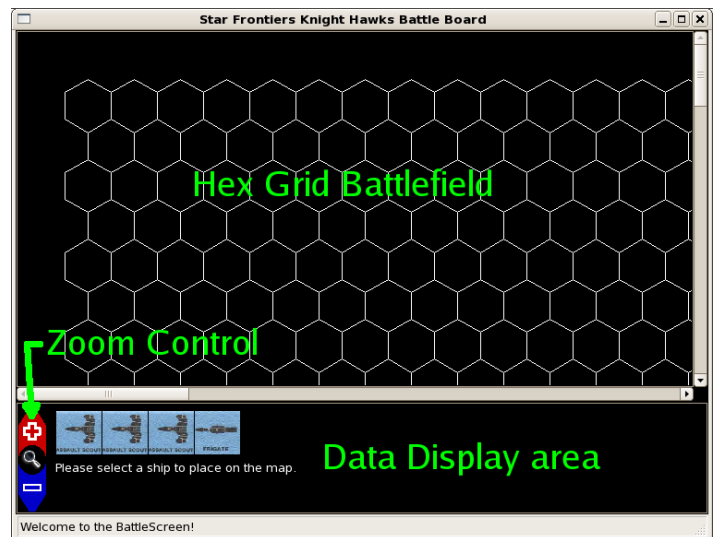 Star Frontiers Knight Hawks Battle Board
Hex Grid Battlefield
Zoom Control
ASSAULT SCOUT ASSAULT SCOUT ASSAULT SCOUT FRIGATE
Please select a ship to place on the map.
Data Display area
Welcome to the BattleScreen!